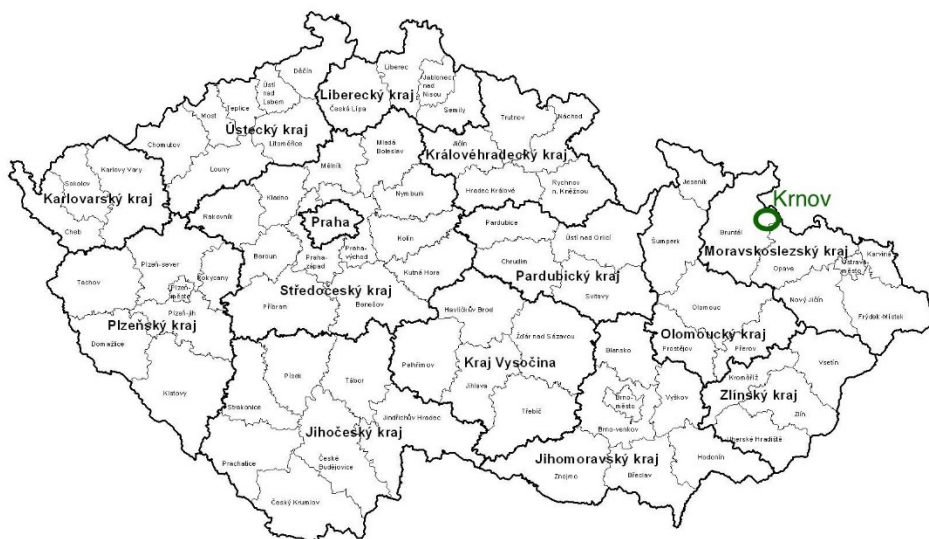 Děčín
Liberec
Jablonec
nad
Nisou
Ústí
nad
Labem
Liberecký kraj
Česká Lípa
Semily
Teplice
Most
Ústecký kraj
Litoměřice
Chomutov
Louny
Trutnov
Náchod
Jičín
Královéhradecký kraj
Hradec Králové
Rychnov
n. Kněžnou
Mladá
Boleslav
Mělník
Nymburk
Karlovy Vary
Sokolov
Karlovarský kraj
Cheb
Rakovník
Kladno
Praha
Kolín
Beroun
Praha-
západ
Praha-
východ
Kutná Hora
Středočeský kraj
Příbram
Benešov
Jeseník
Krnov
Bruntál
Šumperk
Moravskoslezský kraj
Karviná
Ostrava-
město
Opava
Nový Jičín
Frýdek-Místek
Pardubice
Ústí nad Orlicí
Chrudim
Pardubický kraj
Svitavy
Tachov
Plzeň-sever
Rokycany
Plzeň-
město
Plzeň-jih
Plzeňský kraj
Domažlice
Klatovy
Havlíčkův Brod
Žďár nad Sázavou
Pelhřimov
Kraj Vysočina
Jihlava
Třebíč
Olomouc
Olomoucký kraj
Prostějov
Přerov
Vsetín
Kroměříž
Zlínský kraj
Zlín
Uherské Hradiště
Blansko
Brno-
město
Vyškov
Brno-venkov
Jihomoravský kraj
Hodonín
Znojmo
Břeclav
Písek
Tábor
Strakonice
Jindřichův Hradec
Jihočeský kraj
Prachatice
České
Budějovice
Český Krumlov